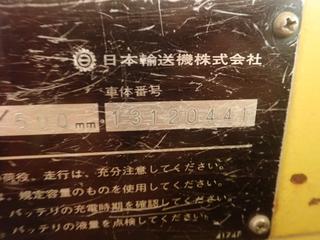 日本輸送機株式会社
車体番号
500 mm 13120441
荷役、走行は、充分注意してください。
規定容量のものを使用してください。
バッテリの充電時期を確認してください。
バッテリの液量を点検してください。